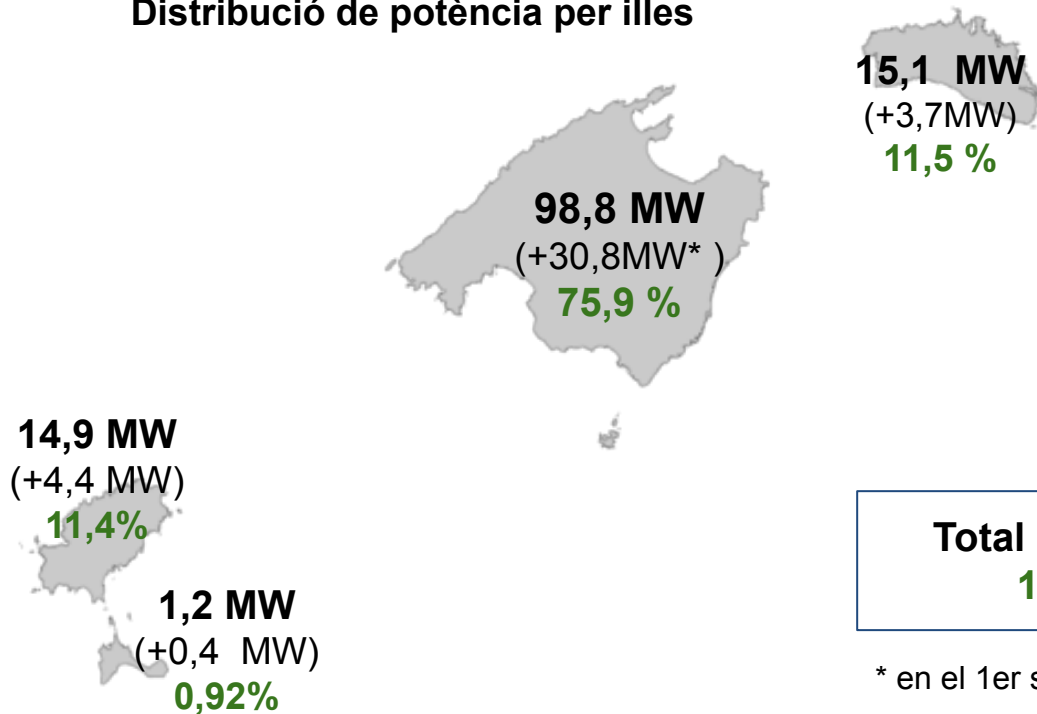 Distribució de potència per illes
15,1 MW
(+3,7MW)
11,5 %
98,8 MW
(+30,8MW* )
75,9 %
14,9 MW
(+4,4 MW)
11,4%
1,2 MW
(+0,4 MW)
0,92%
Total
1
* en el 1er s